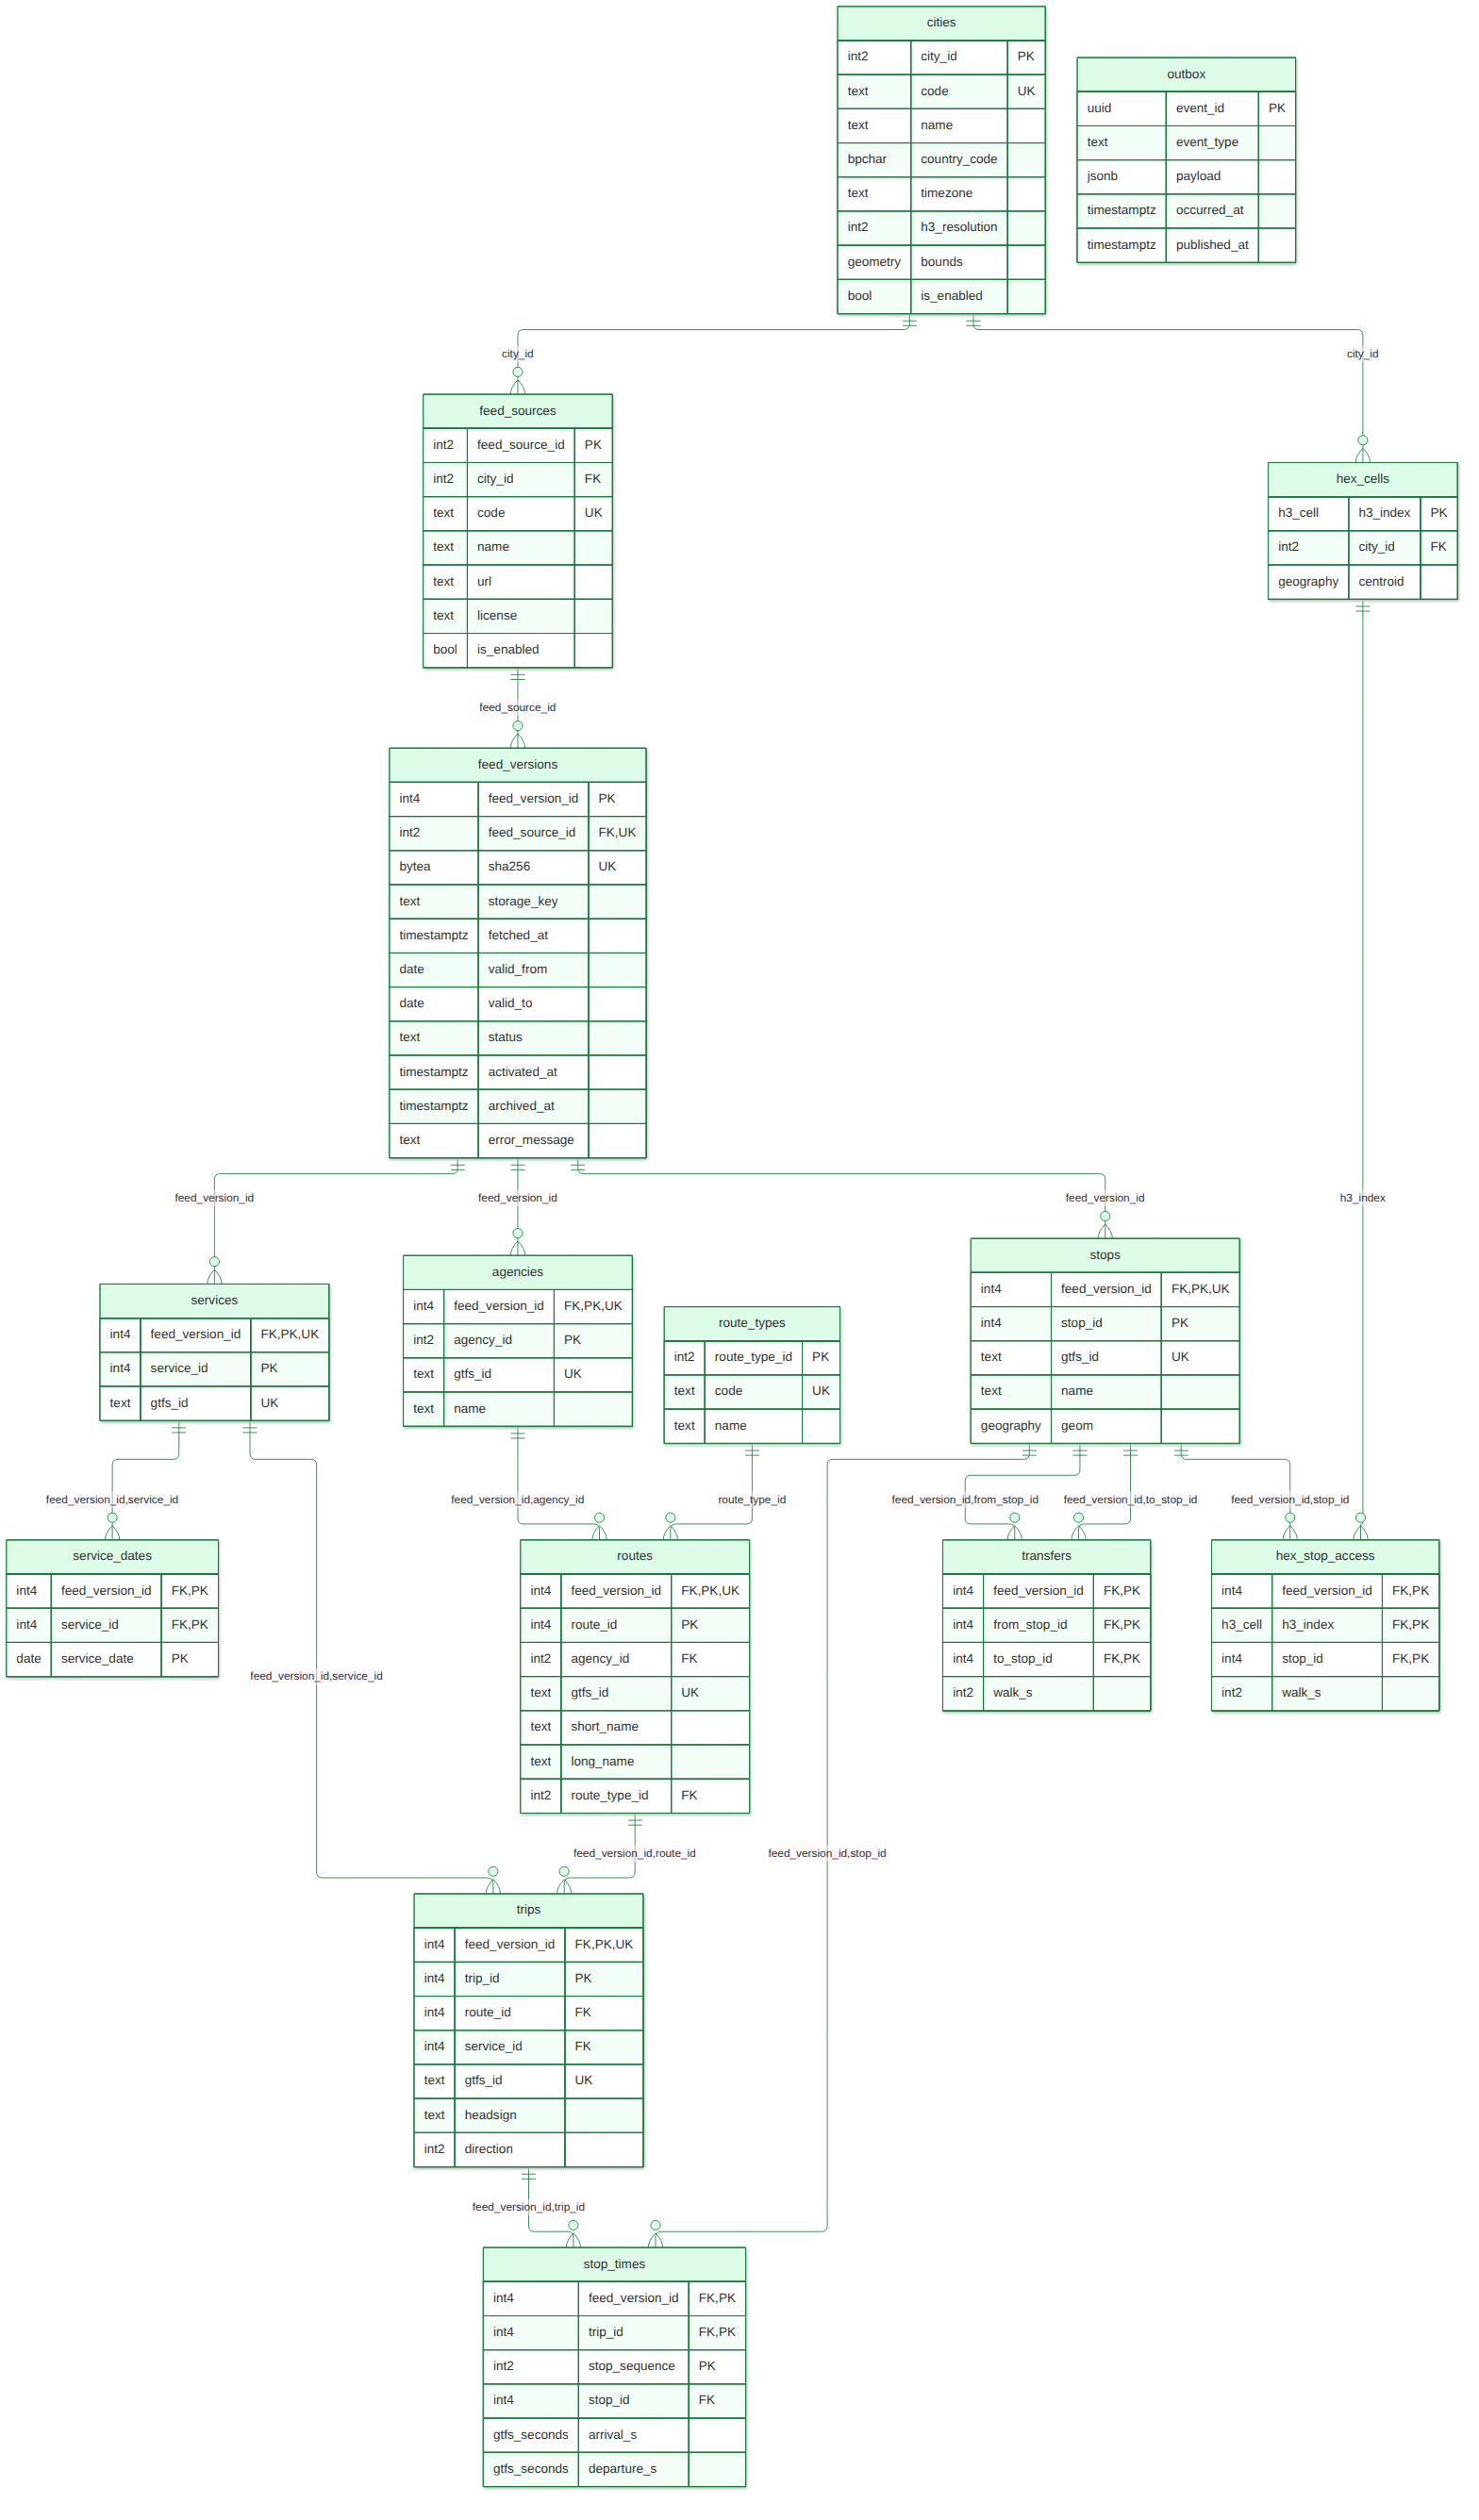 cities
int2 city_id PK
text code UK
text name
bpchar country_code
text timezone
int2 h3_resolution
geometry bounds
bool is_enabled
outbox
uuid event_id PK
text event_type
jsonb payload
timestamptz occurred_at
timestamptz published_at
city_id
city_id
feed_sources
int2 feed_source_id PK
int2 city_id FK
text code UK
text name
text url
text license
bool is_enabled
hex_cells
h3_cell h3_index PK
int2 city_id FK
geography centroid
feed_source_id
feed_versions
int4 feed_version_id PK
int2 feed_source_id FK,UK
bytea sha256 UK
text storage_key
timestamptz fetched_at
date valid_from
date valid_to
text status
timestamptz activated_at
timestamptz archived_at
text error_message
feed_version_id
feed_version_id
feed_version_id
h3_index
services
int4 feed_version_id FK,PK,UK
int4 service_id PK
text gtfs_id UK
agencies
int4 feed_version_id FK,PK,UK
int2 agency_id PK
text gtfs_id UK
text name
route_types
int2 route_type_id PK
text code UK
text name
stops
int4 feed_version_id FK,PK,UK
int4 stop_id PK
text gtfs_id UK
text name
geography geom
feed_version_id,service_id
feed_version_id,agency_id
route_type_id
feed_version_id,from_stop_id
feed_version_id,to_stop_id
feed_version_id,stop_id
service_dates
int4 feed_version_id FK,PK
int4 service_id FK,PK
date service_date PK
routes
int4 feed_version_id FK,PK,UK
int4 route_id PK
int2 agency_id FK
text gtfs_id UK
text short_name
text long_name
int2 route_type_id FK
transfers
int4 feed_version_id FK,PK
int4 from_stop_id FK,PK
int4 to_stop_id FK,PK
int2 walk_s
hex_stop_access
int4 feed_version_id FK,PK
h3_cell h3_index FK,PK
int4 stop_id FK,PK
int2 walk_s
feed_version_id,service_id
feed_version_id,route_id
feed_version_id,stop_id
trips
int4 feed_version_id FK,PK,UK
int4 trip_id PK
int4 route_id FK
int4 service_id FK
text gtfs_id UK
text headsign
int2 direction
feed_version_id,trip_id
stop_times
int4 feed_version_id FK,PK
int4 trip_id FK,PK
int2 stop_sequence PK
int4 stop_id FK
gtfs_seconds arrival_s
gtfs_seconds departure_s